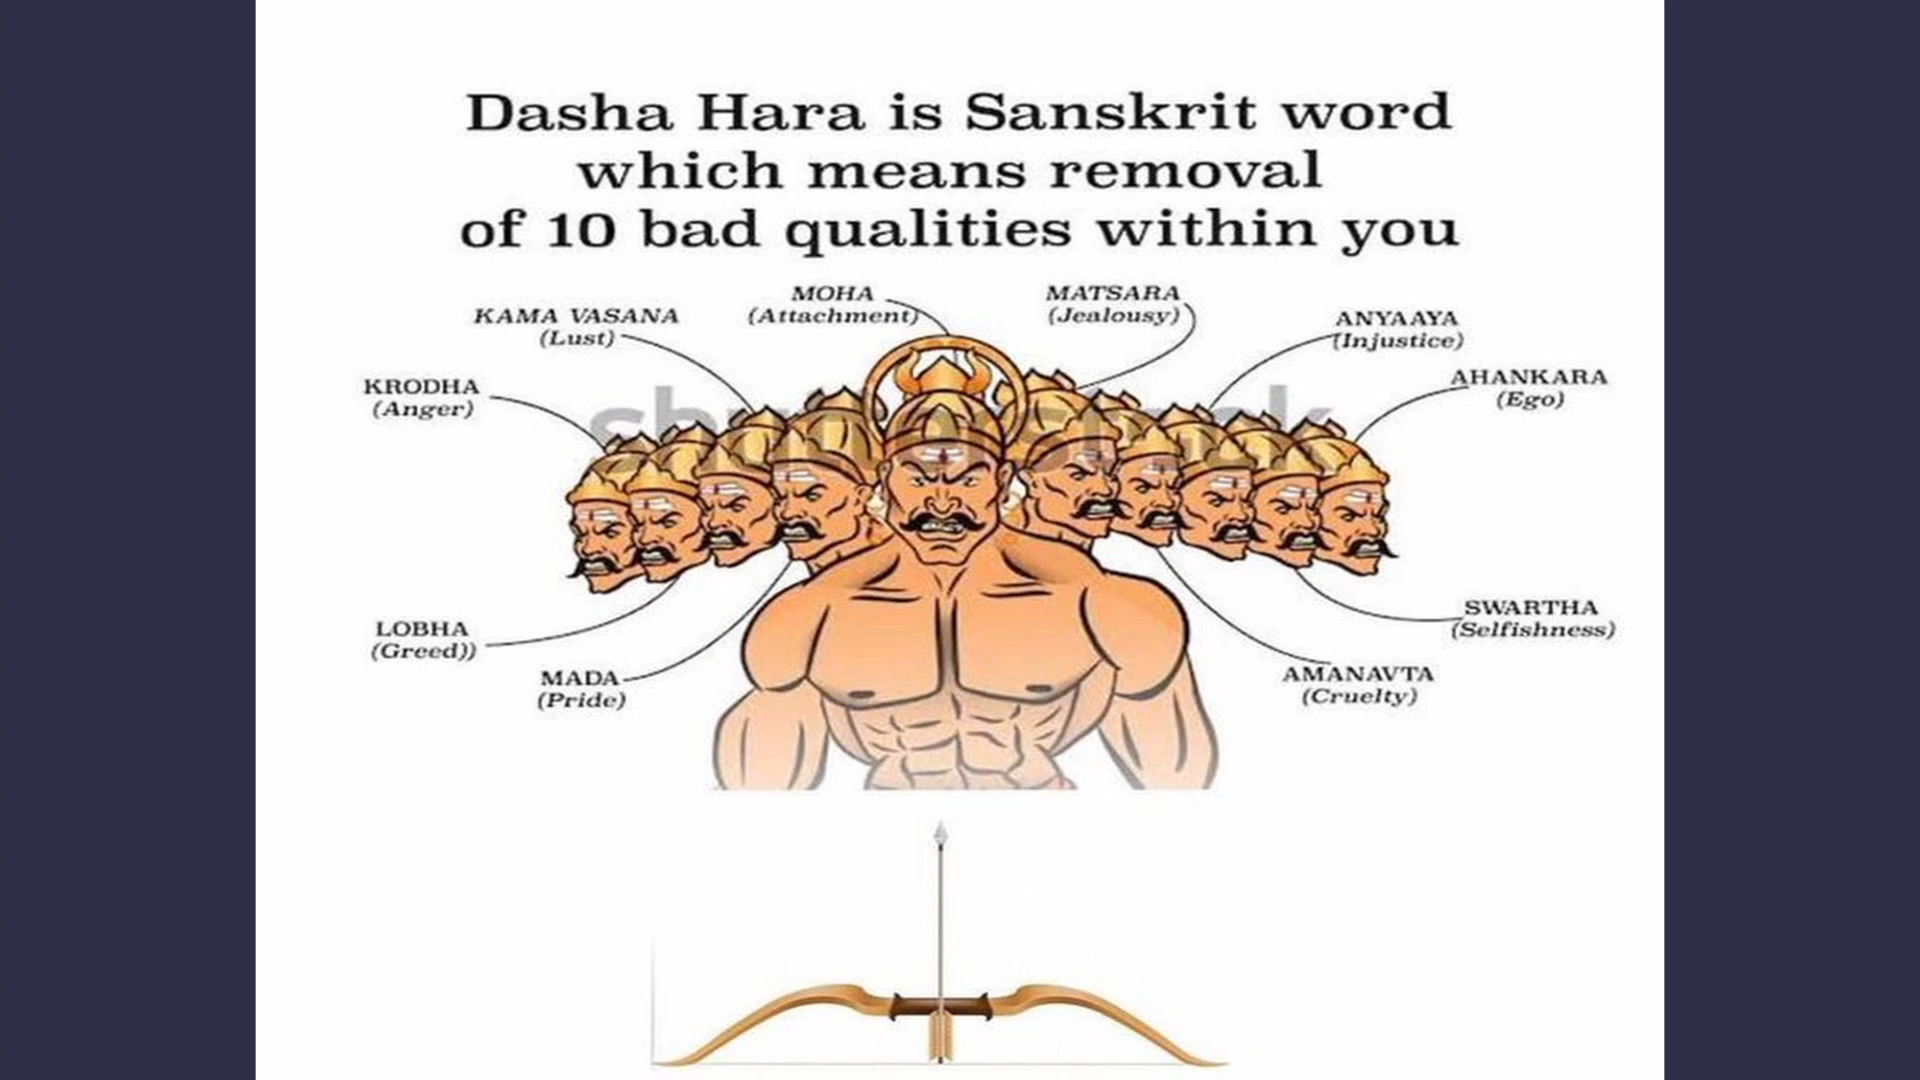 Dasha Hara is Sanskrit word
which means removal
of 10 bad qualities within you
MOHA
(Attachment)
MATSARA
(Jealousy)
KAMA VASANA
(Lust)
ANYAAYA
(Injustice)
KRODHA
(Anger)
AHANKARA
(Ego)
shutterstock
LOBHA
(Greed))
SWARTHA
(Selfishness)
MADA
(Pride)
AMANAVTA
(Cruelty)